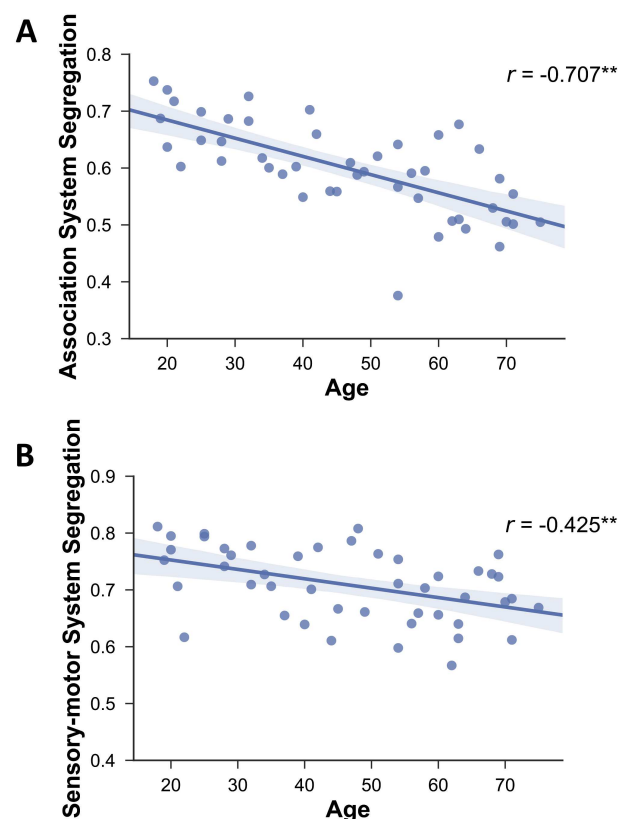 A
Association System Segregation
0.8
0.7
0.6
0.5
0.4
0.3
r = -0.707**
20 30 40 50 60 70
Age
B
Sensory-motor System Segregation
0.9
0.8
0.7
0.6
0.5
0.4
r = -0.425**
20 30 40 50 60 70
Age